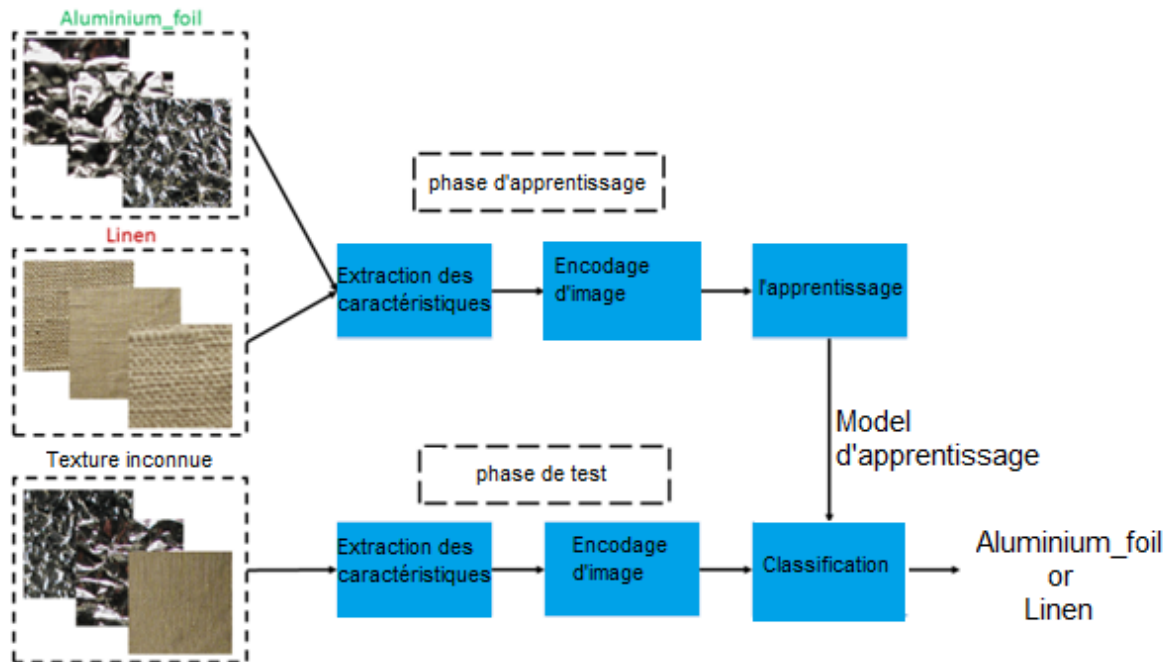 Aluminium_foil
phase d'apprentissage
Linen
Extraction des
caractéristiques
Encodage
d'image
l'apprentissage
Model
d'apprentissage
Texture inconnue
phase de test
Extraction des
caractéristiques
Encodage
d'image
Classification
Aluminium_foil
or
Linen